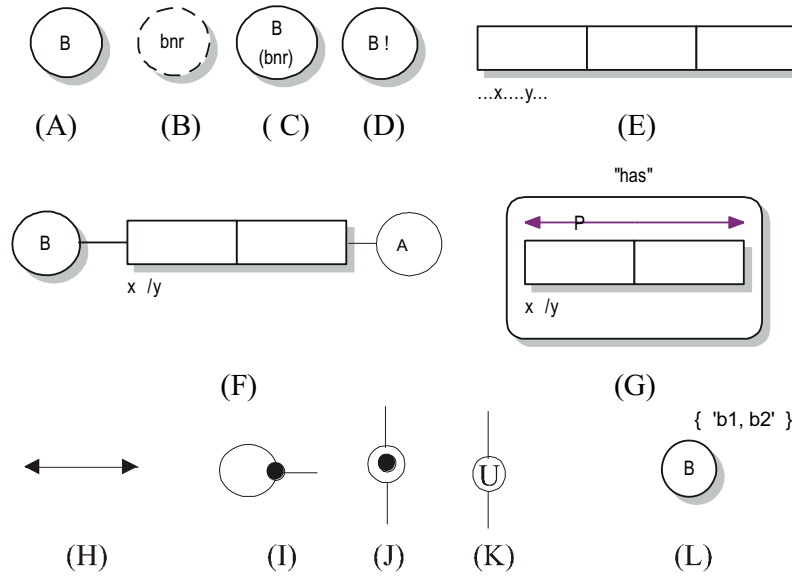 B
bnr
B
(bnr)
B !
...x....y...
(A)
(B)
( C)
(D)
(E)
"has"
B
A
P
x /y
x /y
(F)
(G)
{ 'b1, b2' }
U
B
(H)
(I)
(J)
(K)
(L)